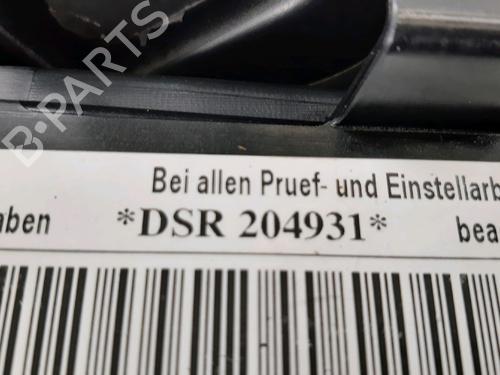 B-PARTS
Bei allen Pruef- und Einstellarb
aben *DSR 204931* bea